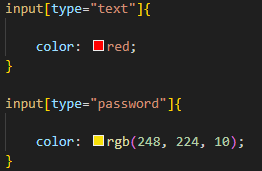 input[type="text"]{
color: red;
}
input[type="password"]{
color: rgb(248, 224, 10);
}